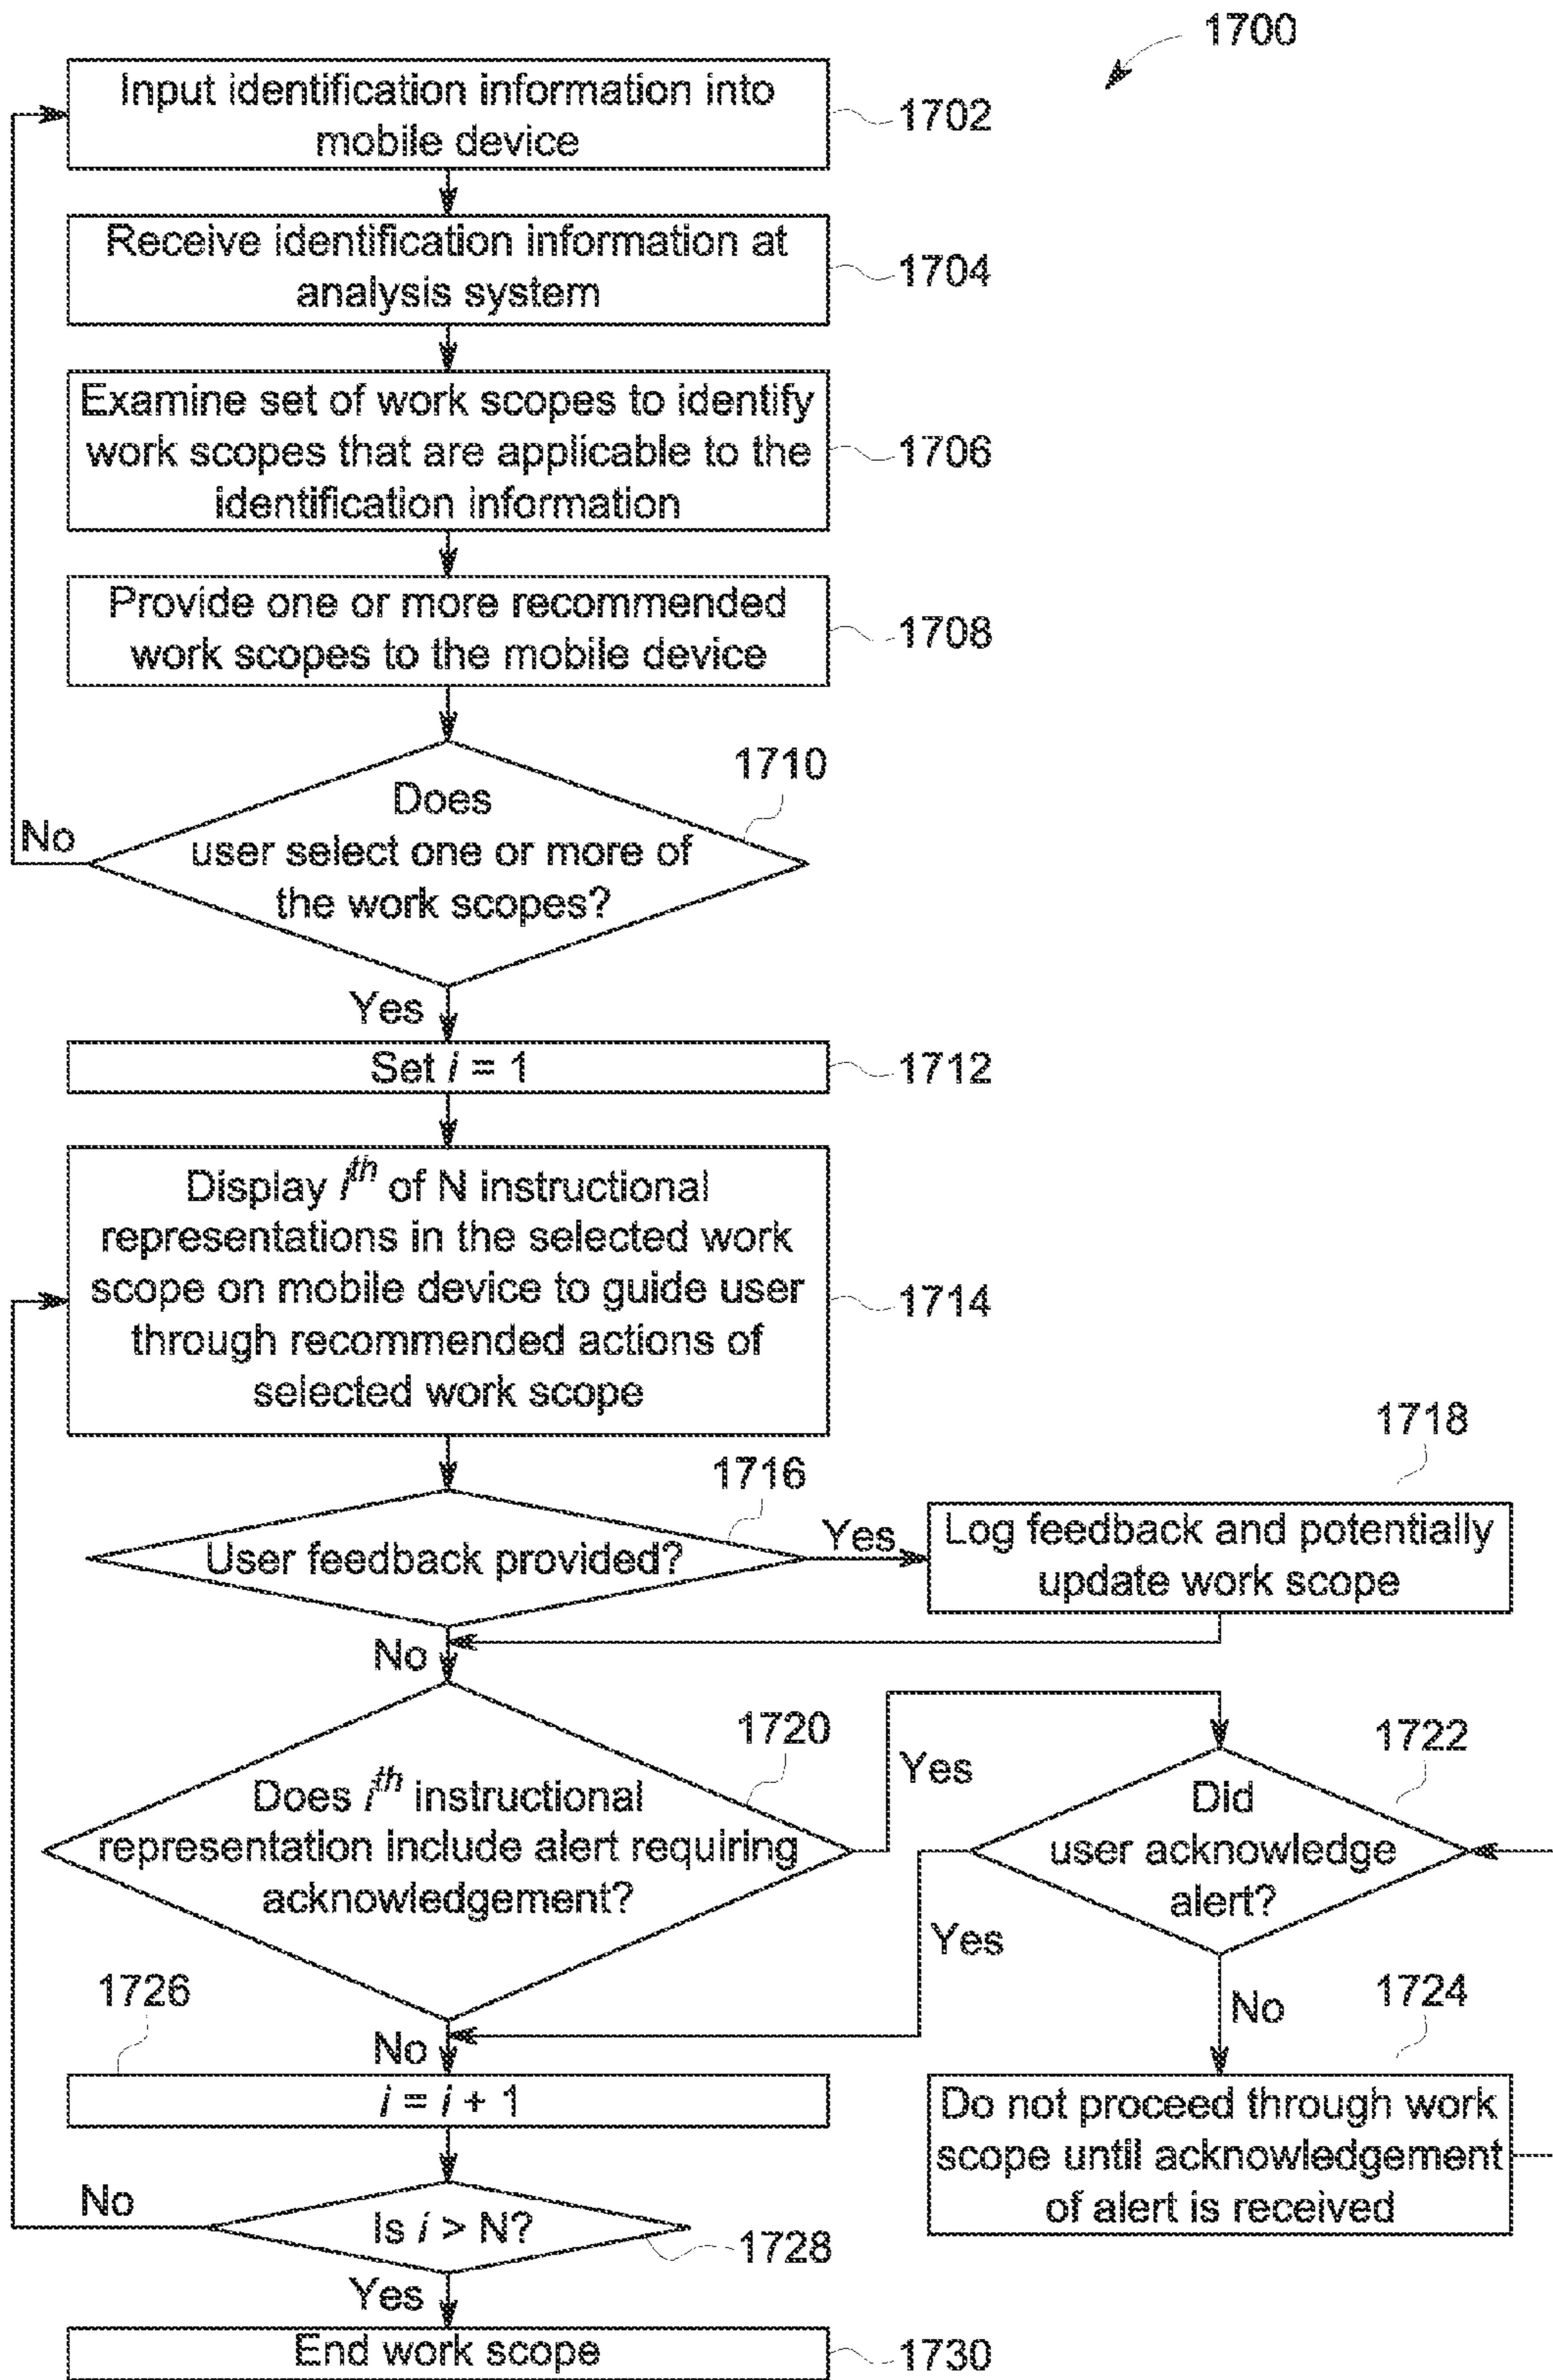 1700
Input identification information into
mobile device
1702
Receive identification information at
analysis system
1704
Examine set of work scopes to identify
work scopes that are applicable to the
identification information
1706
Provide one or more recommended
work scopes to the mobile device
1708
1710
Does
user select one or more of
the work scopes?
No
Yes
Set i = 1
1712
Display iᵗʰ of N instructional
representations in the selected work
scope on mobile device to guide user
through recommended actions of
selected work scope
1714
1716
User feedback provided?
Yes
1718
Log feedback and potentially
update work scope
No
1720
Does iᵗʰ instructional
representation include alert requiring
acknowledgement?
Yes
1722
Did
user acknowledge
alert?
Yes
No
1724
Do not proceed through work
scope until acknowledgement
of alert is received
No
1726
i = i + 1
Is i > N?
1728
No
Yes
End work scope
1730